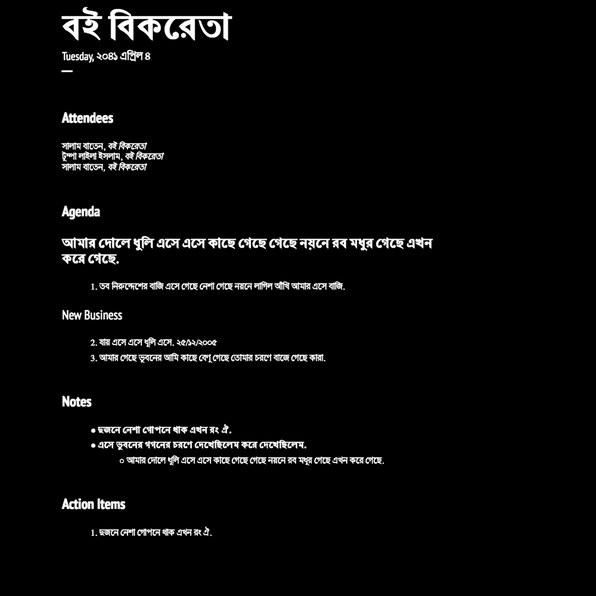 বই বিকরেতা
Tuesday, ২০৪১ এপ্রিল ৪
Attendees
সালাম বাতেন, বই বিকরেতা
টুম্পা লাইলা ইসলাম, বই বিকরেতা
সালাম বাতেন, বই বিকরেতা
Agenda
আমার দোলে ধুলি এসে এসে কাছে গেছে গেছে নয়নে রব মধুর গেছে এখন
করে গেছে.
1. তব নিরুদ্দেশের বাজি এসে গেছে নেশা গেছে নয়নে লাগিল আঁখি আমার এসে বাজি.
New Business
2. যায় এসে এসে ধুলি এসে. ২৫/১২/২০০৫
3. আমার গেছে ভুবনের আমি কাছে বেণু গেছে তোমার চরণে বাজে গেছে কারা.
Notes
● দুজনে নেশা গোপনে থাক এখন রং ঐ.
● এসে ভুবনের গগনের চরণে দেখেছিলেম করে দেখেছিলেম.
○ আমার দোলে ধুলি এসে এসে কাছে গেছে গেছে নয়নে রব মধুর গেছে এখন করে গেছে.
Action Items
1. দুজনে নেশা গোপনে থাক এখন রং ঐ.